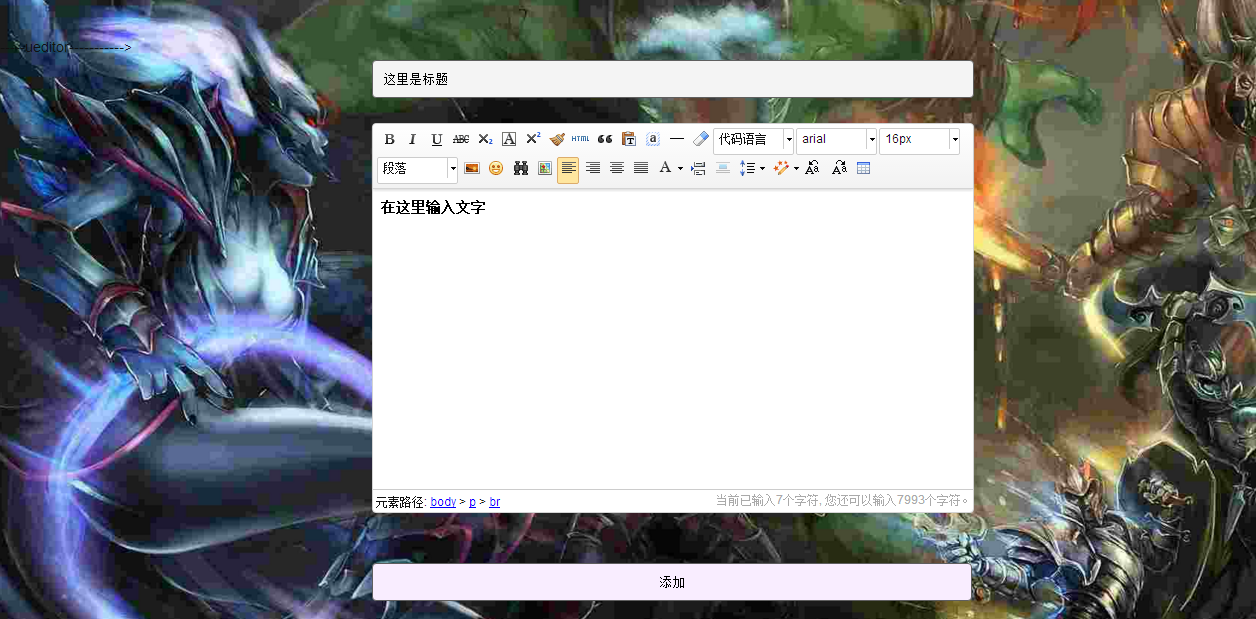 ueditor----------->
这里是标题
B I U ABC X₂ A X² HTML T a 代码语言 arial 16px
段落 A Aa Aa
在这里输入文字
元素路径: body > p > br 当前已输入7个字符, 您还可以输入7993个字符。
添加